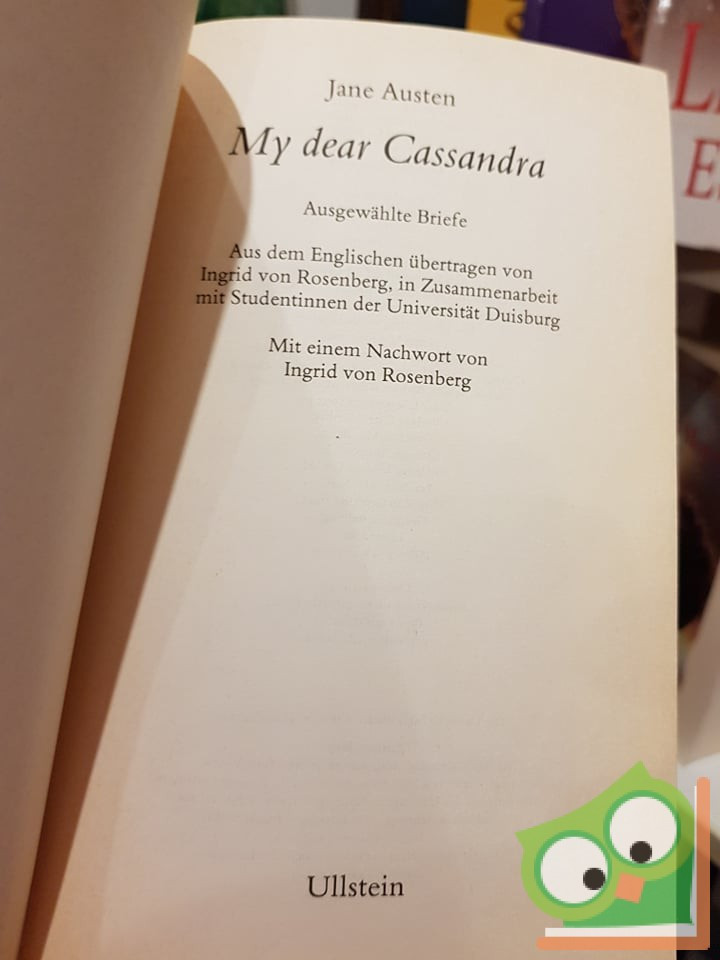 Jane Austen
My dear Cassandra
Ausgewählte Briefe
Aus dem Englischen übertragen von
Ingrid von Rosenberg, in Zusammenarbeit
mit Studentinnen der Universität Duisburg
Mit einem Nachwort von
Ingrid von Rosenberg
Ullstein